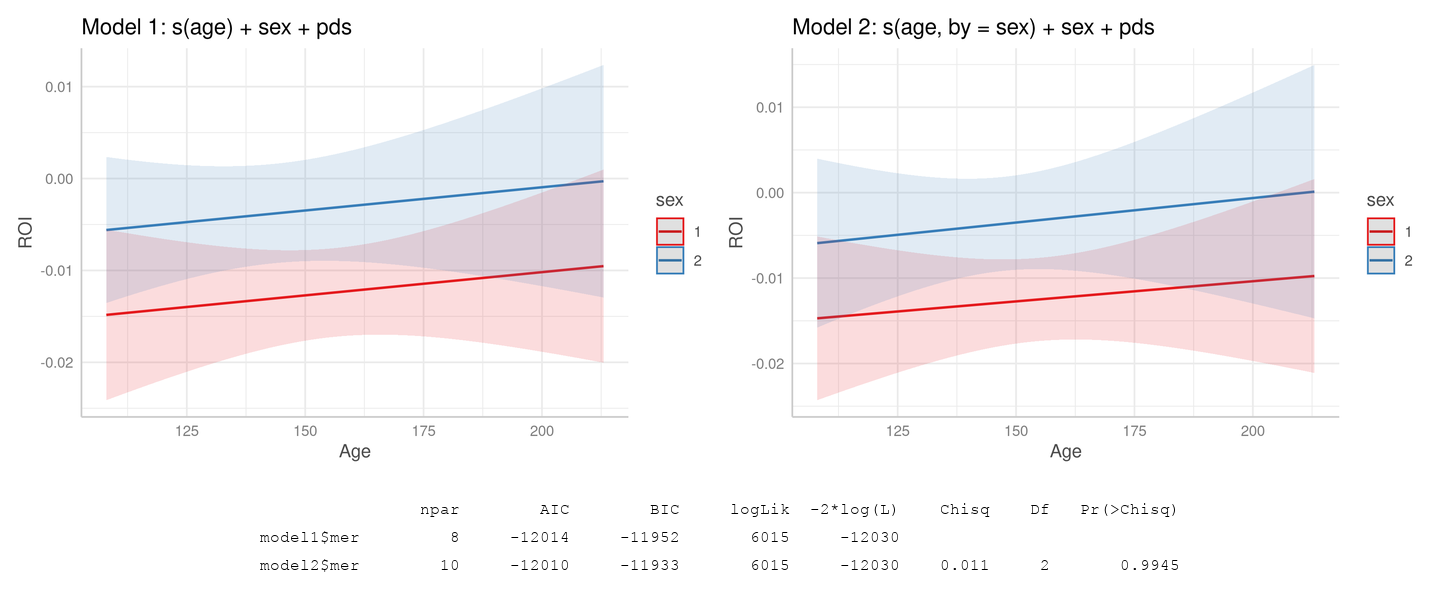 Model 1: s(age) + sex + pds
0.01
0.00
-0.01
-0.02
ROI
125 150 175 200
Age
sex
1
2
Model 2: s(age, by = sex) + sex + pds
0.01
0.00
-0.01
-0.02
ROI
125 150 175 200
Age
sex
1
2
npar AIC BIC logLik -2*log(L) Chisq Df Pr(>Chisq)
model1$mer 8 -12014 -11952 6015 -12030
model2$mer 10 -12010 -11933 6015 -12030 0.011 2 0.9945